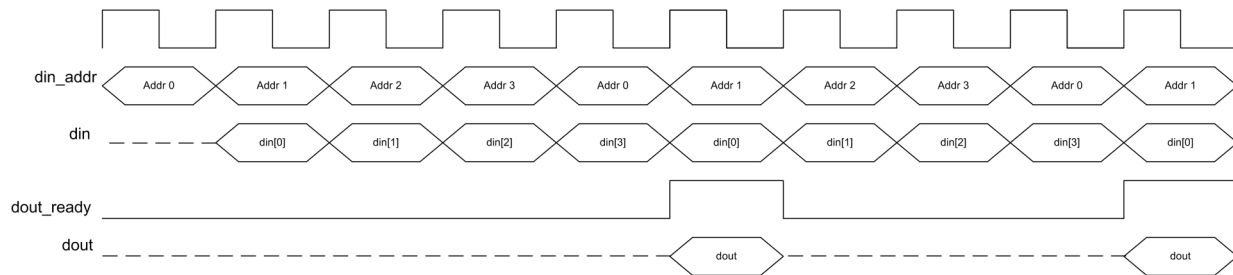 din_addr Addr 0 Addr 1 Addr 2 Addr 3 Addr 0 Addr 1 Addr 2 Addr 3 Addr 0 Addr 1
din din[0] din[1] din[2] din[3] din[0] din[1] din[2] din[3] din[0]
dout_ready
dout dout dout